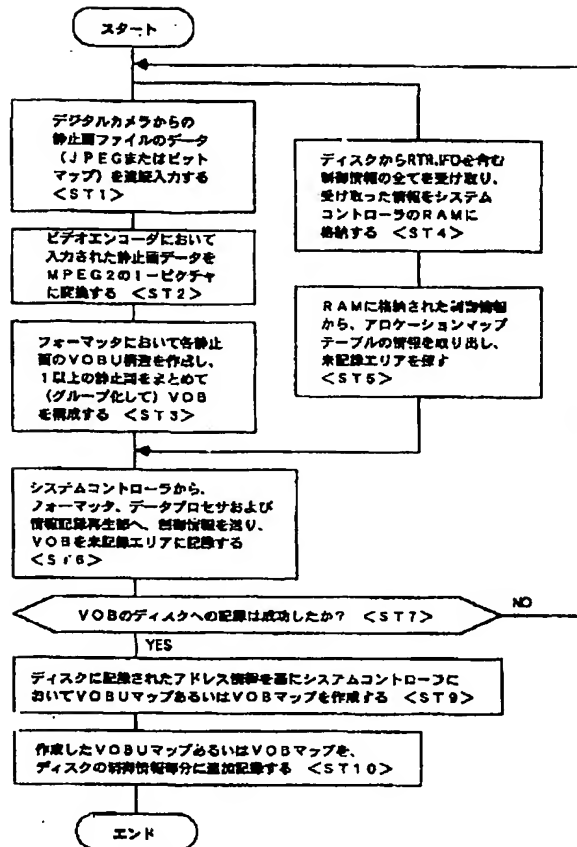 スタート
デジタルカメラからの
静止画ファイルのデータ
(JPEGまたはビット
マップ)を連続入力する
<ST1>
ビデオエンコーダにおいて
入力された静止画データを
MPEG2のI-ピクチャ
に変換する <ST2>
フォーマッタにおいて各静止
画のVOBU構造を作成し、
1以上の静止画をまとめて
(グループ化して)VOB
を構成する <ST3>
ディスクからRTR.IFOを含む
制御情報の全てを受け取り、
受け取った情報をシステム
コントローラのRAMに
格納する <ST4>
RAMに格納された制御情報
から、アロケーションマップ
テーブルの情報を取り出し、
未記録エリアを探す
<ST5>
システムコントローラから、
フォーマッタ、データプロセサおよび
情報記録再生部へ、制御情報を送り、
VOBを未記録エリアに記録する
<ST6>
VOBのディスクへの記録は成功したか? <ST7>
NO
YES
ディスクに記録されたアドレス情報を基にシステムコントローラに
おいてVOBUマップあるいはVOBマップを作成する <ST9>
作成したVOBUマップあるいはVOBマップを、
ディスクの制御情報部分に追加記録する <ST10>
エンド